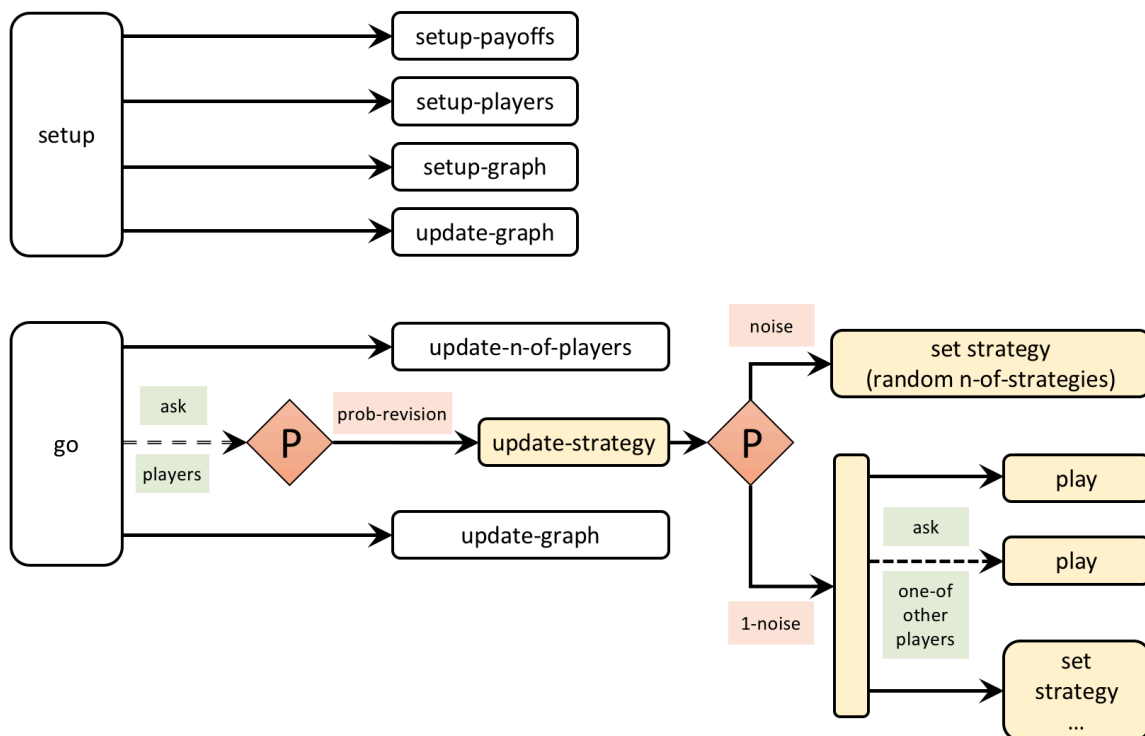 setup
setup-payoffs
setup-players
setup-graph
update-graph
go
update-n-of-players
ask
players
P
prob-revision
update-strategy
P
update-graph
noise
set strategy
(random n-of-strategies)
1-noise
play
ask
play
one-of
other
players
set
strategy
...